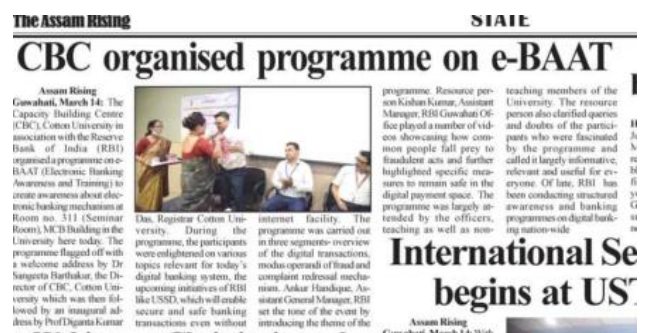 The Assam Rising
STATE
CBC organised programme on e-BAAT
Assam Rising
Guwahati, March 14: The
Capacity Building Centre
(CBC), Cotton University in
association with the Reserve
Bank of India (RBI)
organised a programme on e-
BAAT (Electronic Banking
Awareness and Training) to
create awareness about elec-
tronic banking mechanism at
Room no. 311 (Seminar
Room), MCB Building in the
University here today. The
programme flagged off with
a welcome address by Dr
Sangeeta Barthakur, the Di-
rector of CBC, Cotton Uni-
versity which was then fol-
lowed by an inaugural ad-
dress by Prof Diganta Kumar
Das, Registrar Cotton Uni-
versity. During the
programme, the participants
were enlightened on various
topics relevant for today's
digital banking system, the
upcoming initiatives of RBI
like USSD, which will enable
secure and safe banking
transactions even without
internet facility. The
programme was carried out
in three segments- overview
of the digital transactions,
modus operandi of fraud and
complaint redressal mecha-
nism. Ankur Handique, As-
sistant General Manager, RBI
set the tone of the event by
introducing the theme of the
programme. Resource per-
son Kishan Kumar, Assistant
Manager, RBI Guwahati Of-
fice played a number of vid-
eos showcasing how com-
mon people fall prey to
fraudulent acts and further
highlighted specific mea-
sures to remain safe in the
digital payment space. The
programme was largely at-
tended by the officers,
teaching as well as non-
teaching members of the
University. The resource
person also clarified queries
and doubts of the partici-
pants who were fascinated
by the programme and
called it largely informative,
relevant and useful for ev-
eryone. Of late, RBI has
been conducting structured
awareness and banking
programmes on digital bank-
ing nation-wide
International Se
begins at UST
Assam Rising
Guwahati, March 14: With